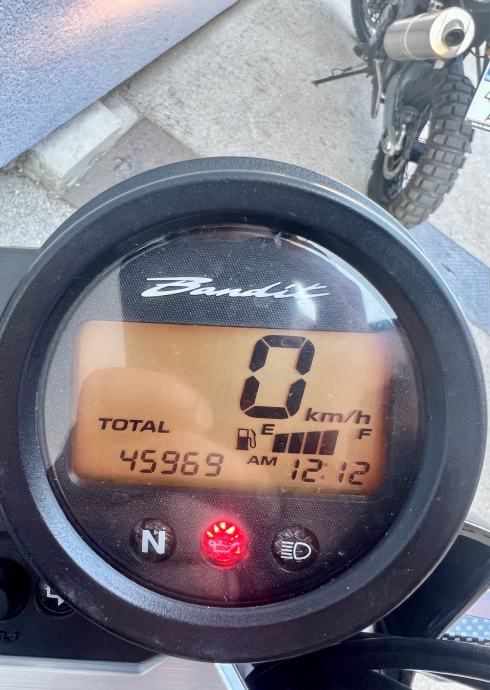 Bandit
0 km/h
TOTAL E F
45969 AM 12:12
N